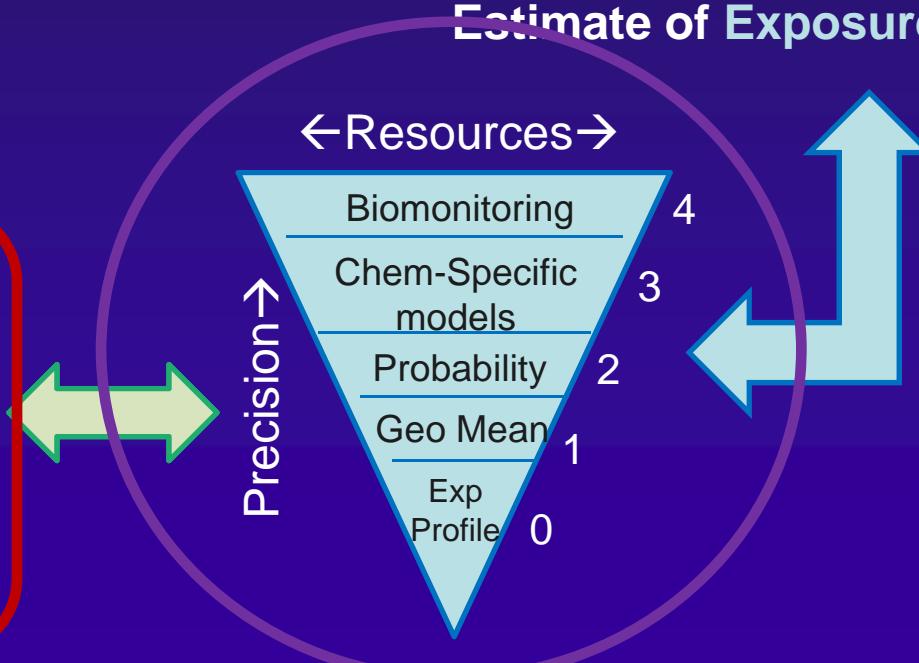 Estimate of Exposure
←Resources→
Biomonitoring
4
Chem-Specific
models
3
Precision→
Probability
2
Geo Mean
1
Exp
Profile
0